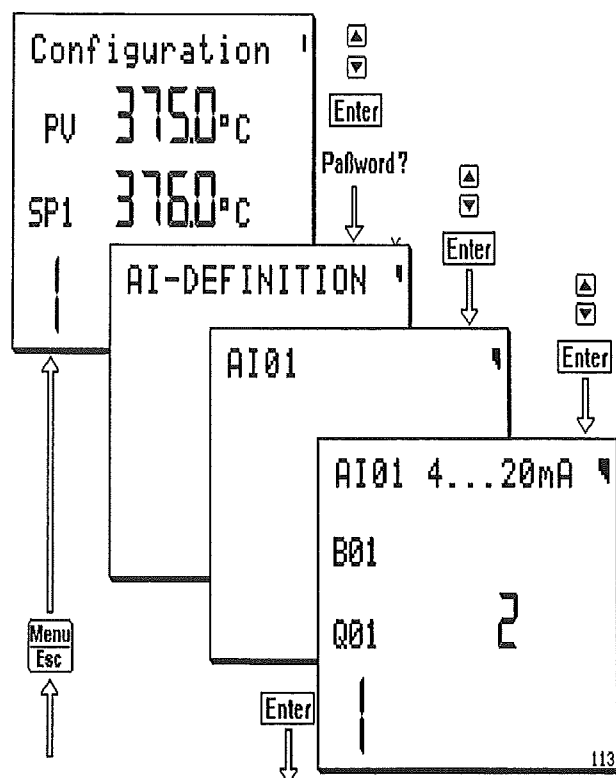 Configuration
PV 375.0°C
SP1 376.0°C
1
Enter
Paßword?
AI-DEFINITION
Enter
AI01
Enter
AI01 4...20mA
B01
Q01 2
1
Menu
Esc
Enter
113